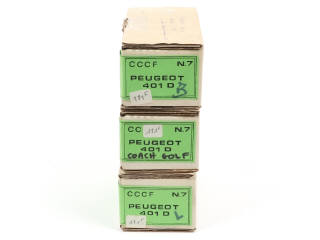 CCCF N.7
PEUGEOT
401 D B
CC N.7
PEUGEOT
401 D
COACH GOLF
CCCF N.7
PEUGEOT
401 D L